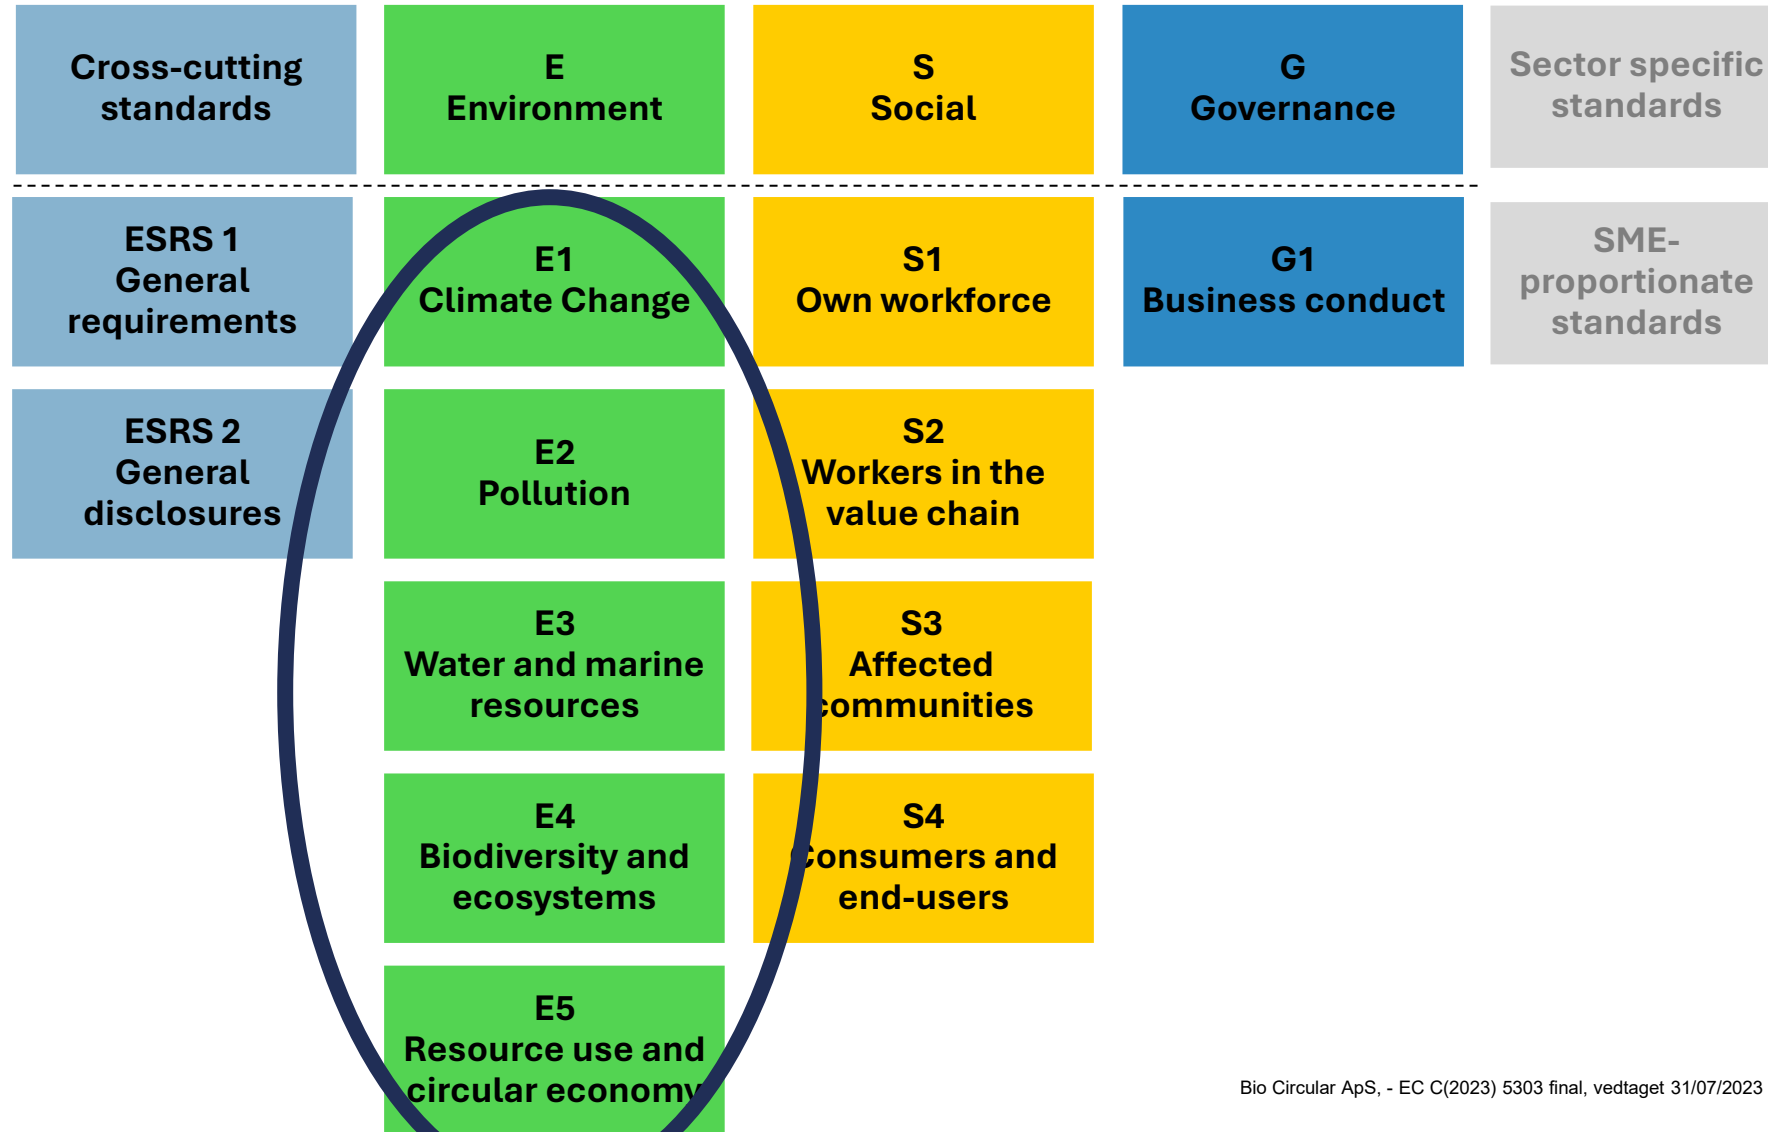 Cross-cutting
standards
E
Environment
S
Social
G
Governance
Sector specific
standards
ESRS 1
General
requirements
E1
Climate Change
S1
Own workforce
G1
Business conduct
SME-
proportionate
standards
ESRS 2
General
disclosures
E2
Pollution
S2
Workers in the
value chain
E3
Water and marine
resources
S3
Affected
communities
E4
Biodiversity and
ecosystems
S4
Consumers and
end-users
E5
Resource use and
circular economy
Bio Circular ApS, - EC C(2023) 5303 final, vedtaget 31/07/2023